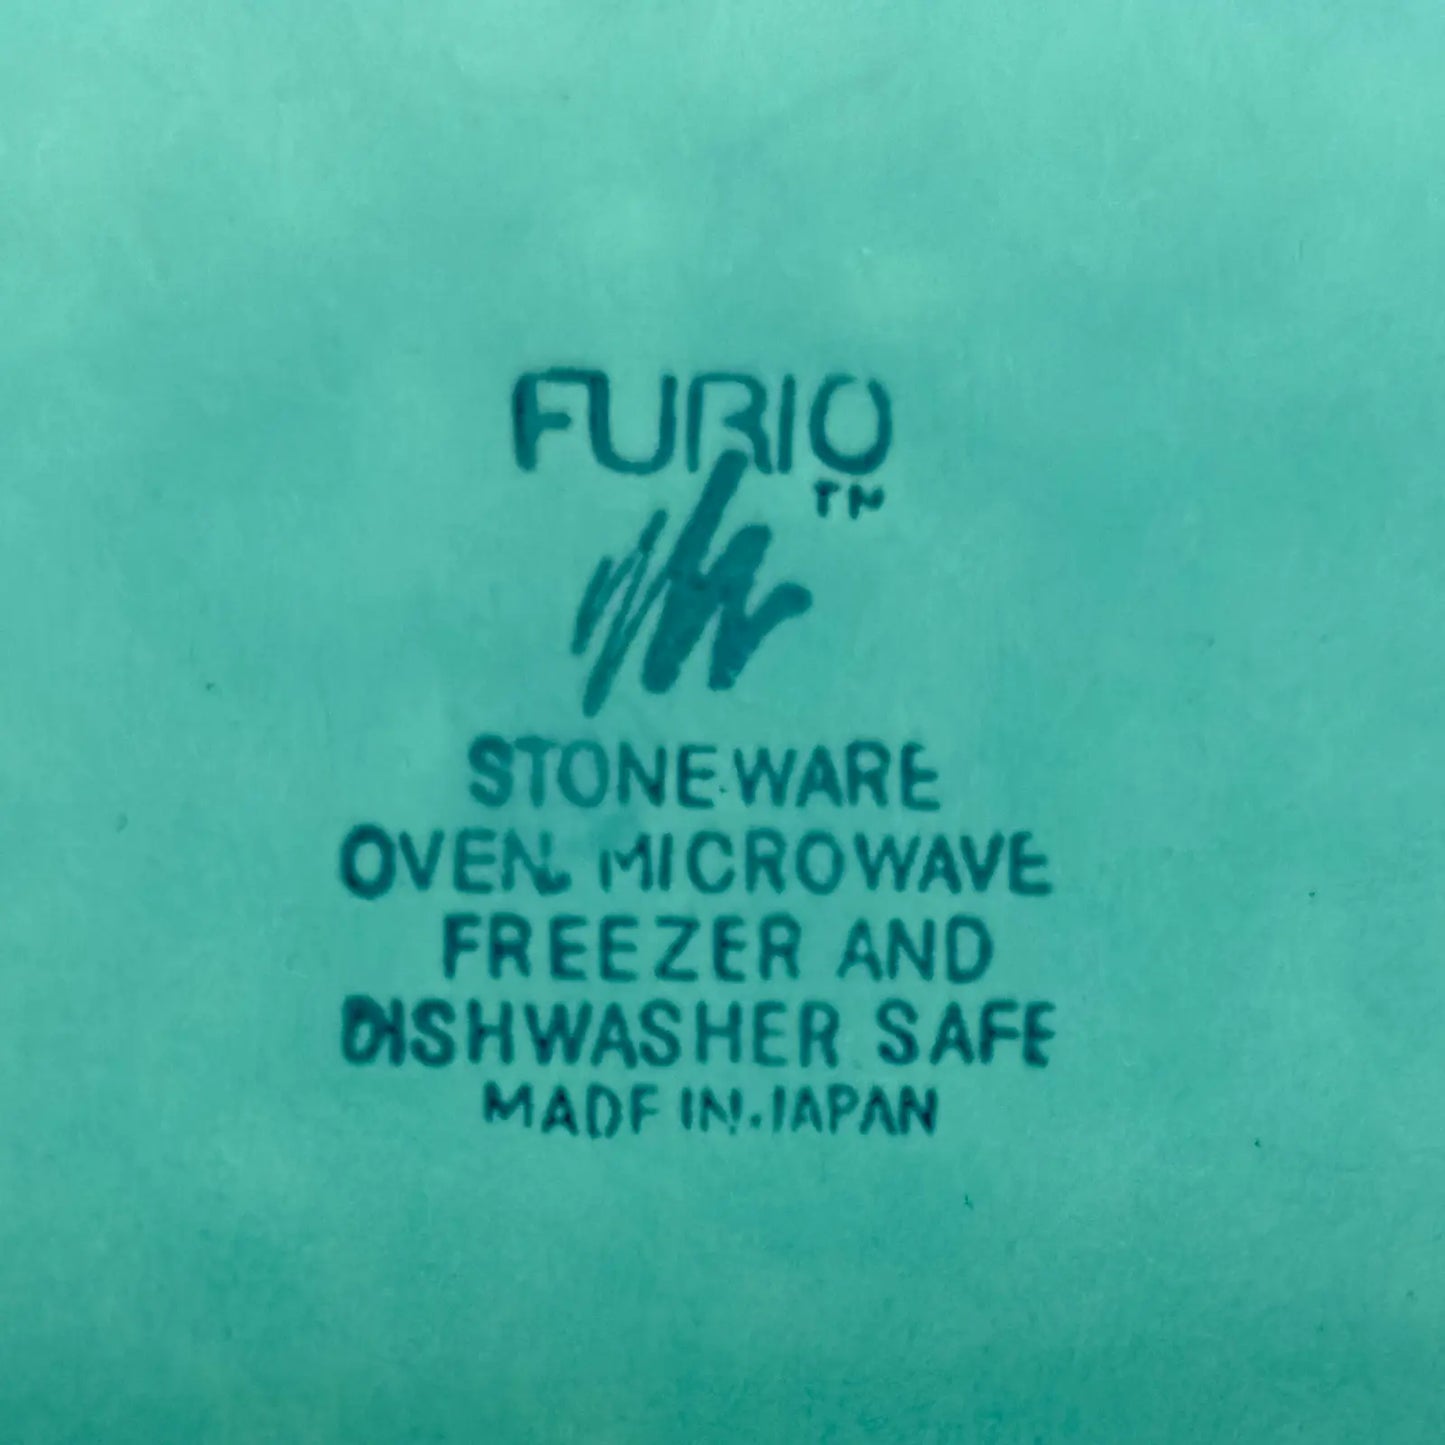 FURIO
TM
STONEWARE
OVEN, MICROWAVE
FREEZER AND
DISHWASHER SAFE
MADE IN JAPAN